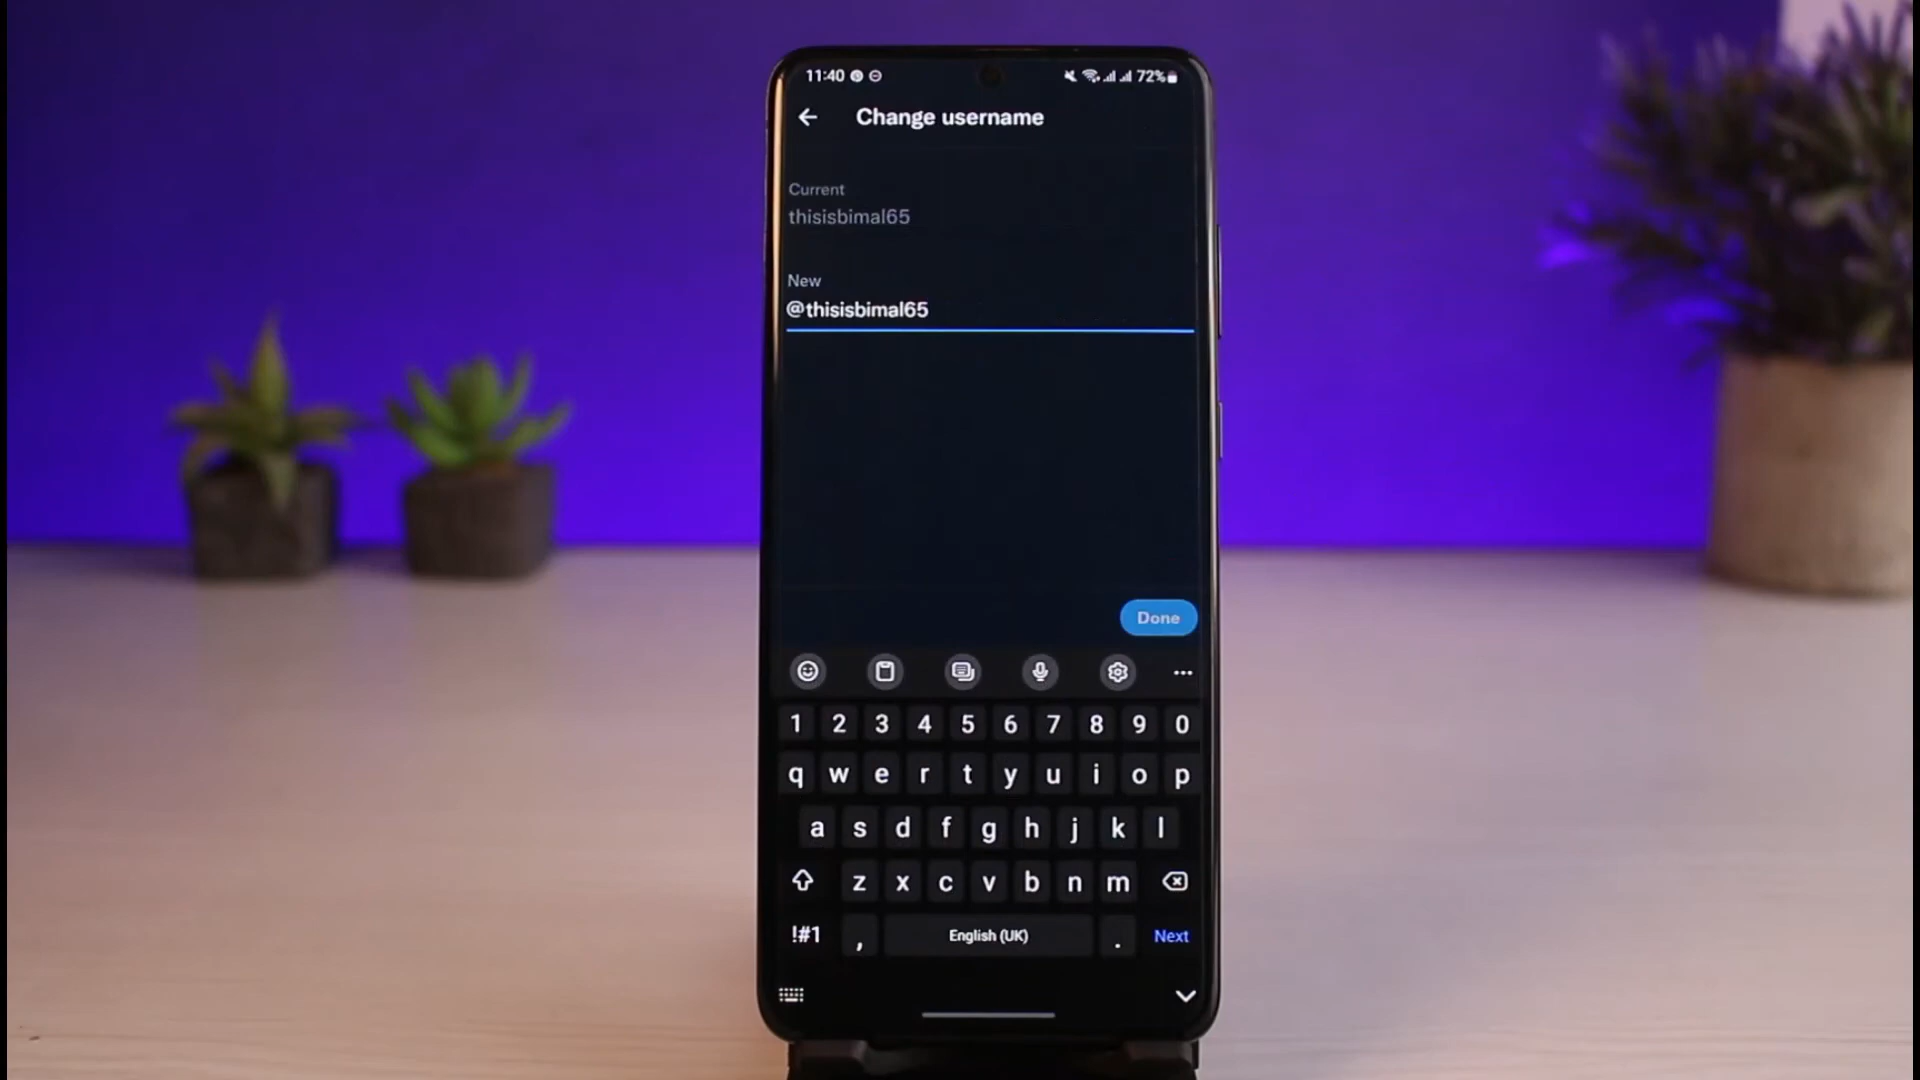 11:40 72%
Change username
Current
thisisbimal65
New
@thisisbimal65
Done
1 2 3 4 5 6 7 8 9 0
q w e r t y u i o p
a s d f g h j k l
z x c v b n m
!#1 , English (UK) . Next